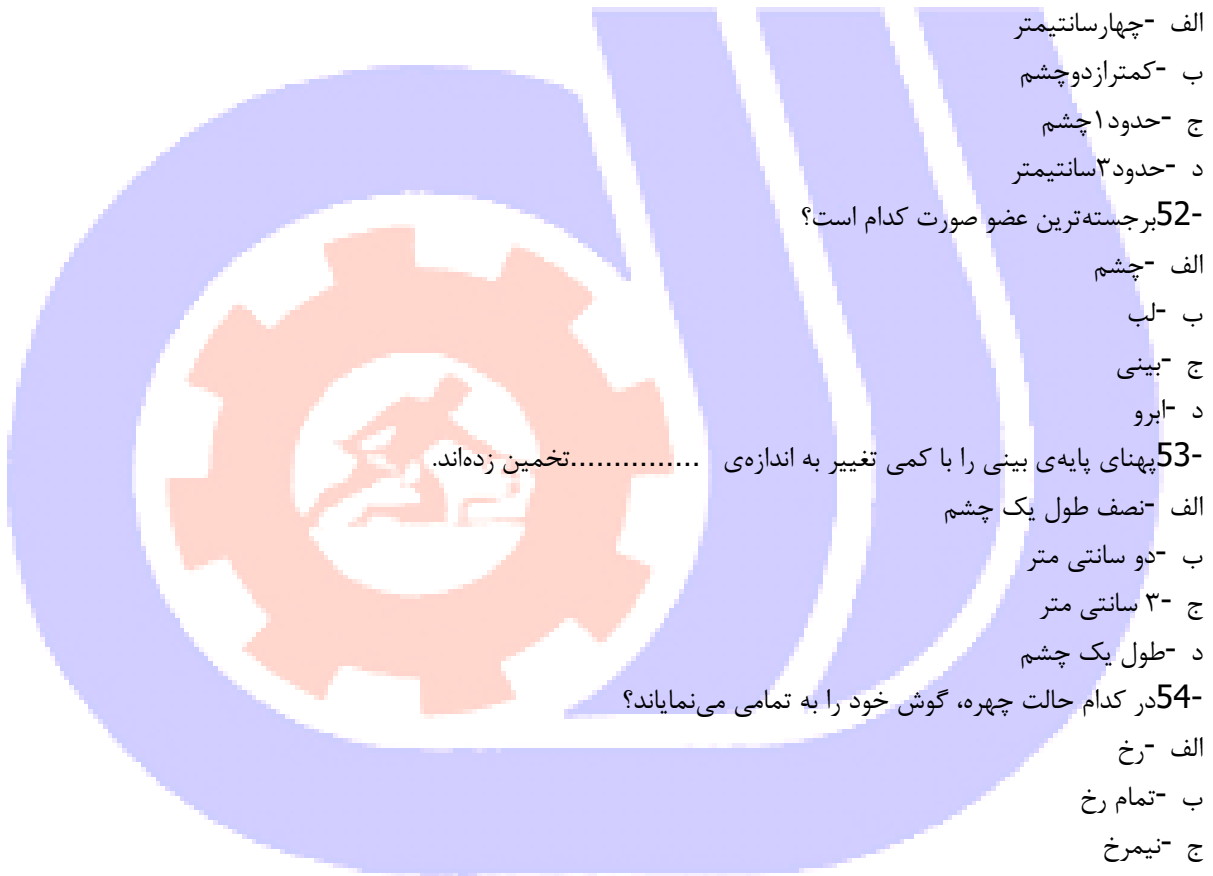 الف -چهارسانتیمتر
ب -کمترازدوچشم
ج -حدود۱چشم
د -حدود۳سانتیمتر
52-برجسته‌ترین عضو صورت کدام است؟
الف -چشم
ب -لب
ج -بینی
د -ابرو
53-پهنای پایه‌ی بینی را با کمی تغییر به اندازه‌ی ...............تخمین زده‌اند.
الف -نصف طول یک چشم
ب -دو سانتی متر
ج -۳ سانتی متر
د -طول یک چشم
54-در کدام حالت چهره، گوش خود را به تمامی می‌نمایاند؟
الف -رخ
ب -تمام رخ
ج -نیمرخ